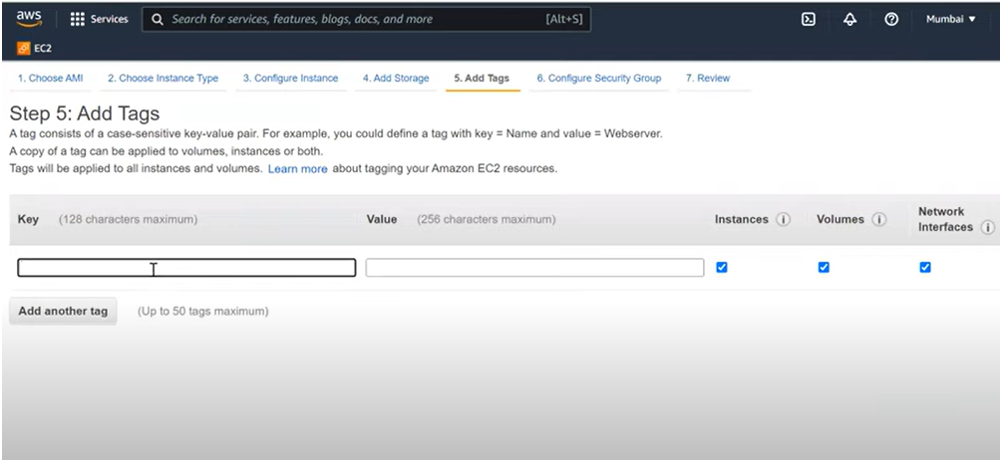 aws Services Search for services, features, blogs, docs, and more [Alt+S] Mumbai
EC2
1. Choose AMI 2. Choose Instance Type 3. Configure Instance 4. Add Storage 5. Add Tags 6. Configure Security Group 7. Review
Step 5: Add Tags
A tag consists of a case-sensitive key-value pair. For example, you could define a tag with key = Name and value = Webserver.
A copy of a tag can be applied to volumes, instances or both.
Tags will be applied to all instances and volumes. Learn more about tagging your Amazon EC2 resources.
Key (128 characters maximum) Value (256 characters maximum) Instances Volumes Network Interfaces
Add another tag (Up to 50 tags maximum)